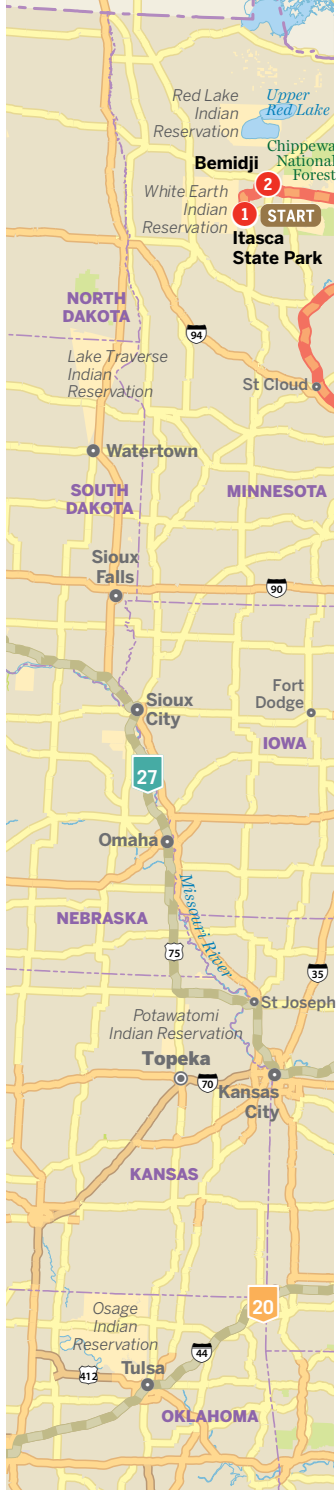 Red Lake
Indian
Reservation
Upper
Red Lake
Chippewa
National
Forest
Bemidji
2
White Earth
Indian
Reservation
1
START
Itasca
State Park
NORTH
DAKOTA
94
Lake Traverse
Indian
Reservation
St Cloud
Watertown
SOUTH
DAKOTA
MINNESOTA
Sioux
Falls
90
Sioux
City
Fort
Dodge
IOWA
27
Omaha
Missouri River
NEBRASKA
75
35
St Joseph
Potawatomi
Indian Reservation
Topeka
70
Kansas
City
KANSAS
20
Osage
Indian
Reservation
44
Tulsa
412
OKLAHOMA